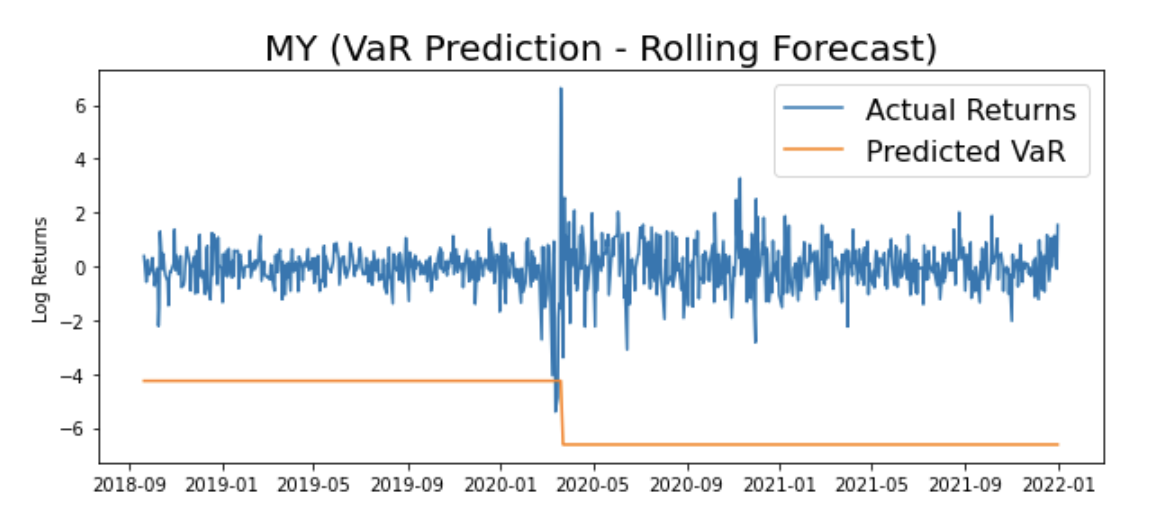 MY (VaR Prediction - Rolling Forecast)
Actual Returns
Predicted VaR
Log Returns
6
4
2
0
−2
−4
−6
2018-09 2019-01 2019-05 2019-09 2020-01 2020-05 2020-09 2021-01 2021-05 2021-09 2022-01